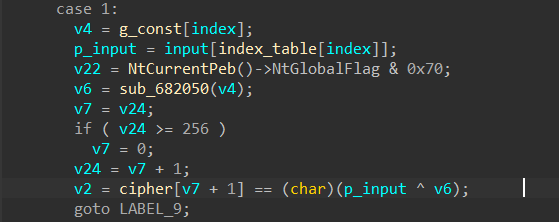 case 1:
v4 = g_const[index];
p_input = input[index_table[index]];
v22 = NtCurrentPeb()->NtGlobalFlag & 0x70;
v6 = sub_682050(v4);
v7 = v24;
if ( v24 >= 256 )
v7 = 0;
v24 = v7 + 1;
v2 = cipher[v7 + 1] == (char)(p_input ^ v6);
goto LABEL_9;